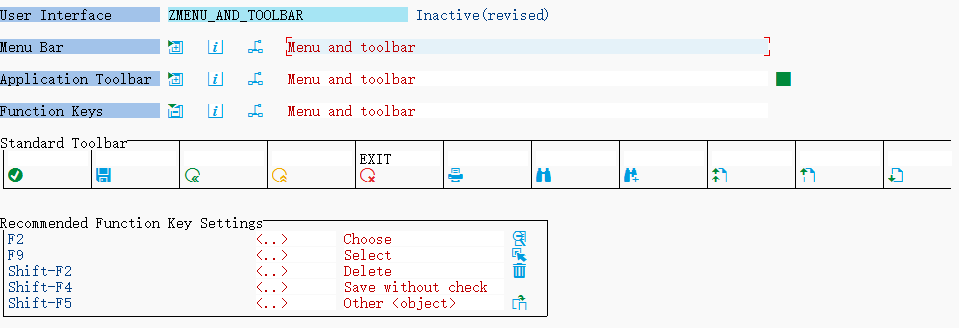 User Interface ZMENU_AND_TOOLBAR Inactive(revised)
Menu Bar Menu and toolbar
Application Toolbar Menu and toolbar
Function Keys Menu and toolbar
Standard Toolbar
EXIT
Recommended Function Key Settings
F2 <..> Choose
F9 <..> Select
Shift-F2 <..> Delete
Shift-F4 <..> Save without check
Shift-F5 <..> Other <object>